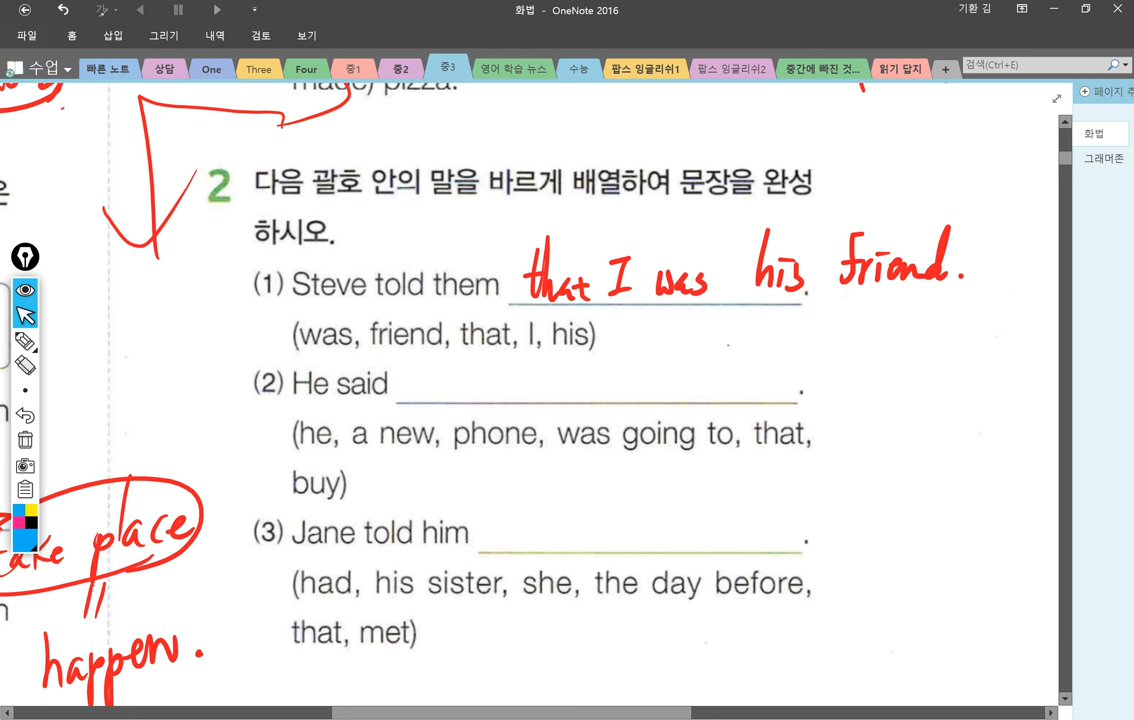 화법 - OneNote 2016
기환 김
파일 홈 삽입 그리기 내역 검토 보기
수업 빠른 노트 상담 One Three Four 중1 중2 중3 영어 학습 뉴스 수능 팝스 잉글리쉬1 팝스 잉글리쉬2 중간에 빠진 것... 읽기 답지 + 검색(Ctrl+E)
made) pizza.
페이지 추
화법
그래머존
2 다음 괄호 안의 말을 바르게 배열하여 문장을 완성
하시오.
(1) Steve told them that I was his friend.
(was, friend, that, I, his)
(2) He said .
(he, a new, phone, was going to, that,
buy)
(3) Jane told him .
(had, his sister, she, the day before,
that, met)
은
take place
=
happen.